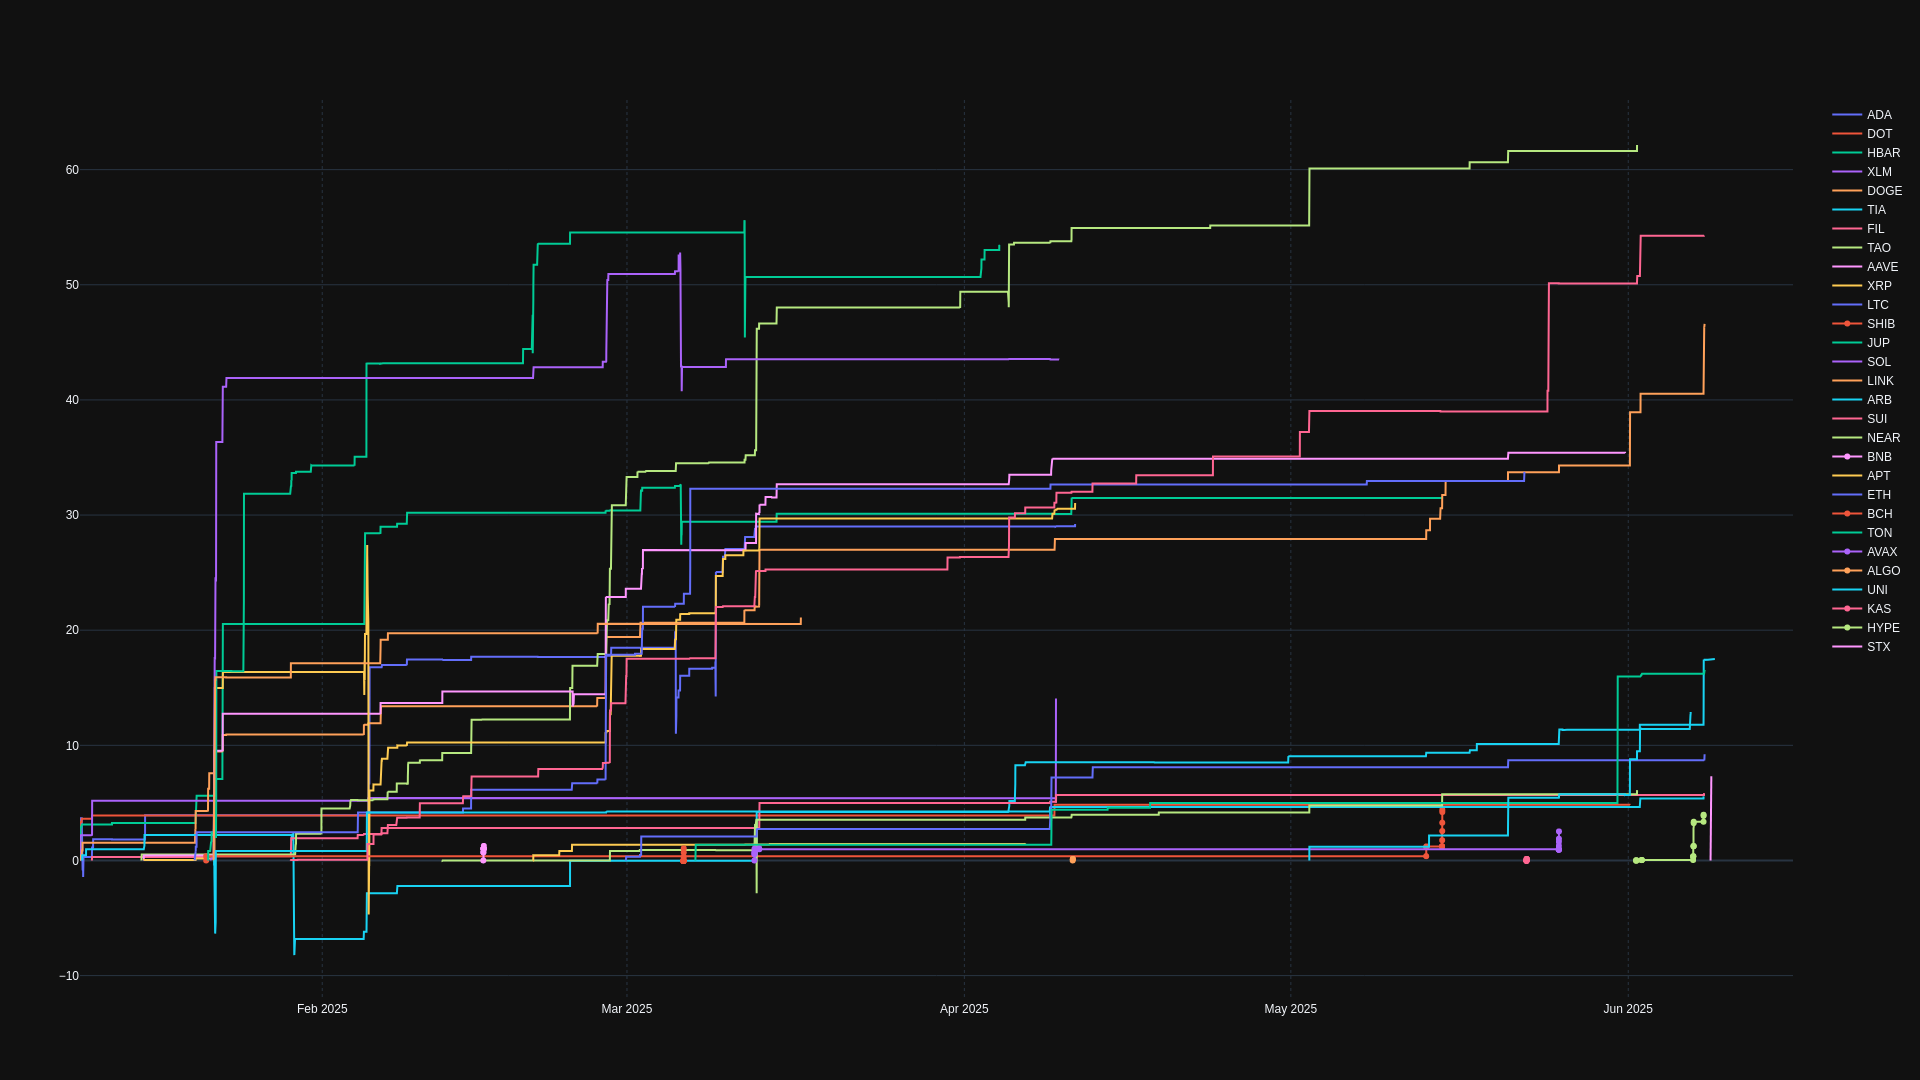 60
50
40
30
20
10
0
−10
Feb 2025
Mar 2025
Apr 2025
May 2025
Jun 2025
ADA
DOT
HBAR
XLM
DOGE
TIA
FIL
TAO
AAVE
XRP
LTC
SHIB
JUP
SOL
LINK
ARB
SUI
NEAR
BNB
APT
ETH
BCH
TON
AVAX
ALGO
UNI
KAS
HYPE
STX